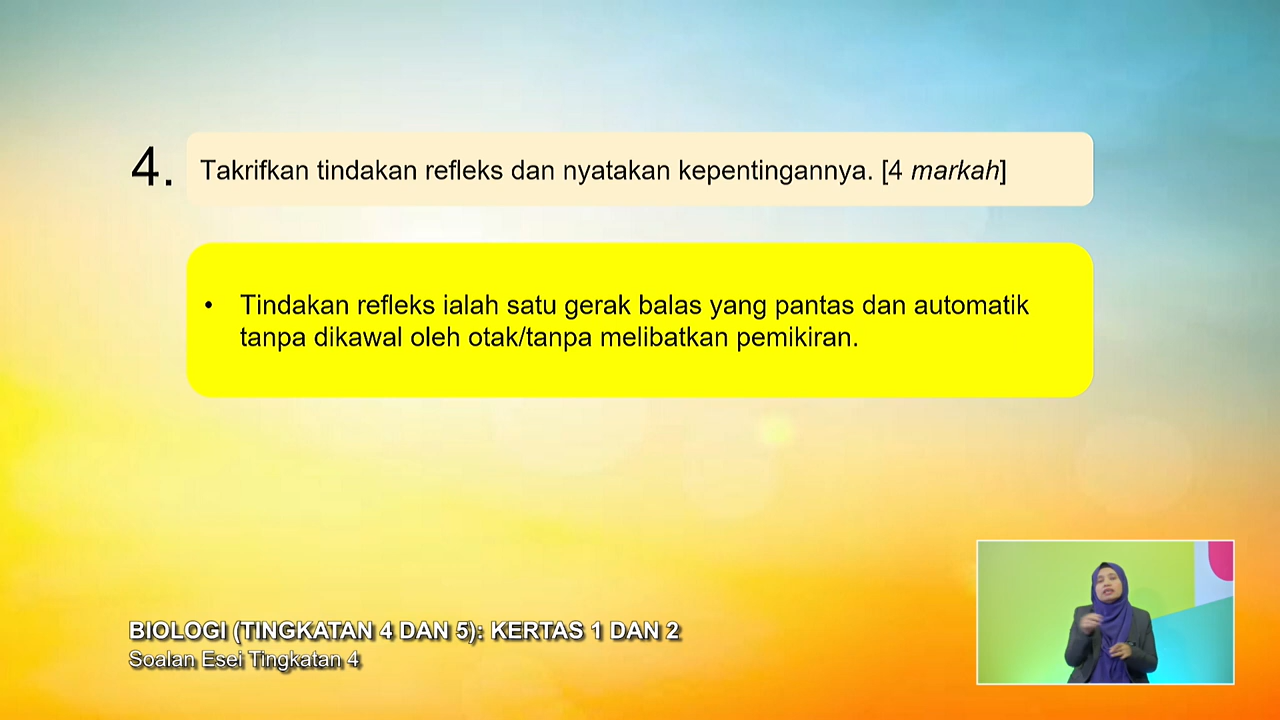 4. Takrifkan tindakan refleks dan nyatakan kepentingannya. [4 markah]
• Tindakan refleks ialah satu gerak balas yang pantas dan automatik
tanpa dikawal oleh otak/tanpa melibatkan pemikiran.
BIOLOGI (TINGKATAN 4 DAN 5): KERTAS 1 DAN 2
Soalan Esei Tingkatan 4